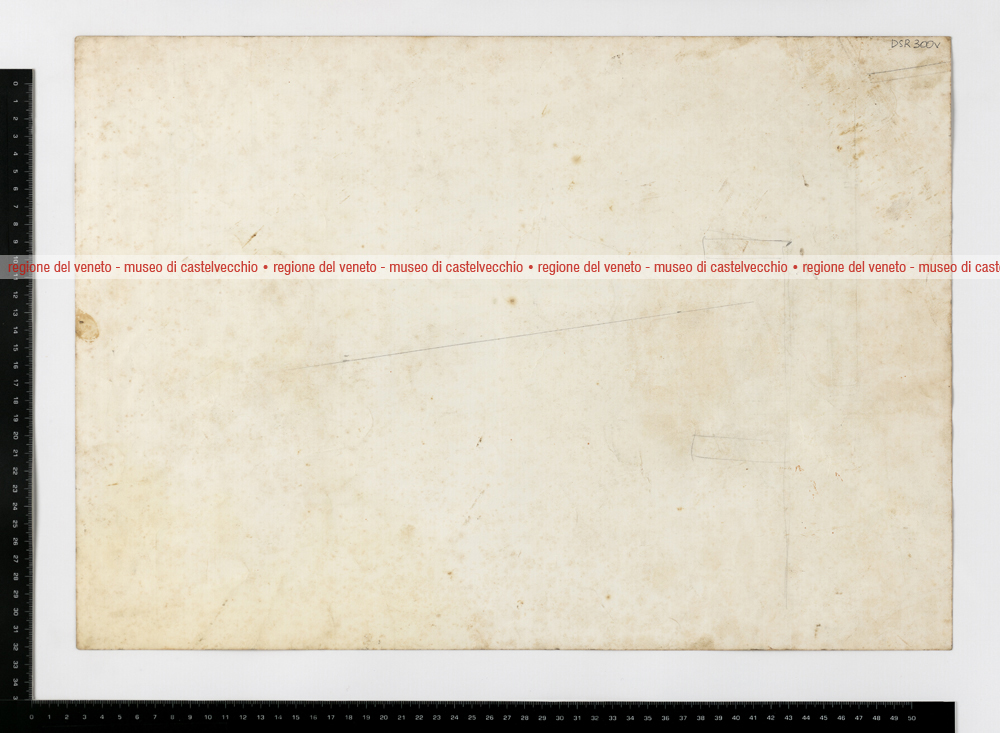 DSR 300v
regione del veneto - museo di castelvecchio • regione del veneto - museo di castelvecchio • regione del veneto - museo di castelvecchio • regione del veneto - museo di cast
0 1 2 3 4 5 6 7 8 9 10 11 12 13 14 15 16 17 18 19 20 21 22 23 24 25 26 27 28 29 30 31 32 33 34 3
0 1 2 3 4 5 6 7 8 9 10 11 12 13 14 15 16 17 18 19 20 21 22 23 24 25 26 27 28 29 30 31 32 33 34 35 36 37 38 39 40 41 42 43 44 45 46 47 48 49 50